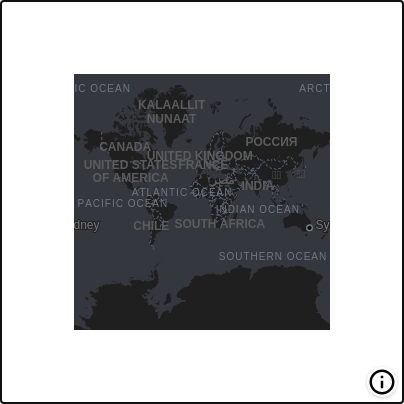 IC OCEAN
ARCT
KALAALLIT
NUNAAT
CANADA
РОССИЯ
UNITED KINGDOM
UNITED STATES
OF AMERICA
FRANCE
ATLANTIC OCEAN
INDIA
PACIFIC OCEAN
INDIAN OCEAN
dney
CHILE
SOUTH AFRICA
Sy
SOUTHERN OCEAN